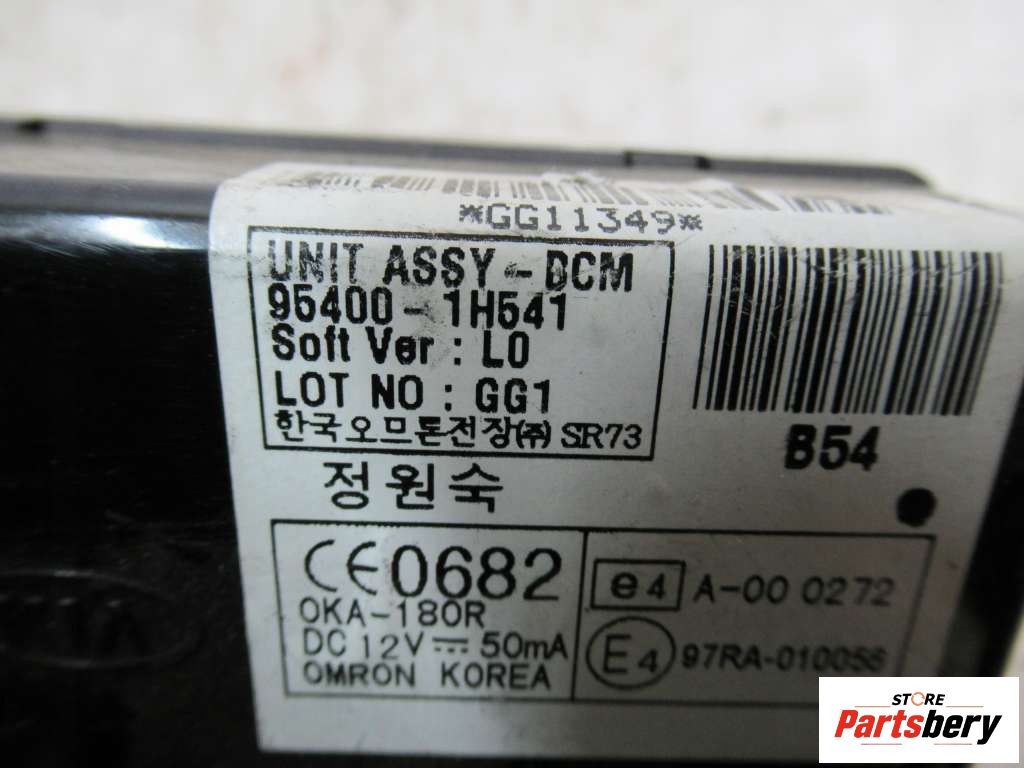 *GG11349*
UNIT ASSY-DCM
95400-1H541
Soft Ver : L0
LOT NO : GG1
한국오므론전장(주) SR73
B54
정원숙
CE0682
OKA-180R
DC 12V ⎓ 50mA
OMRON KOREA
e4 A-00 0272
E4 97RA-010056
STORE
Partsbery